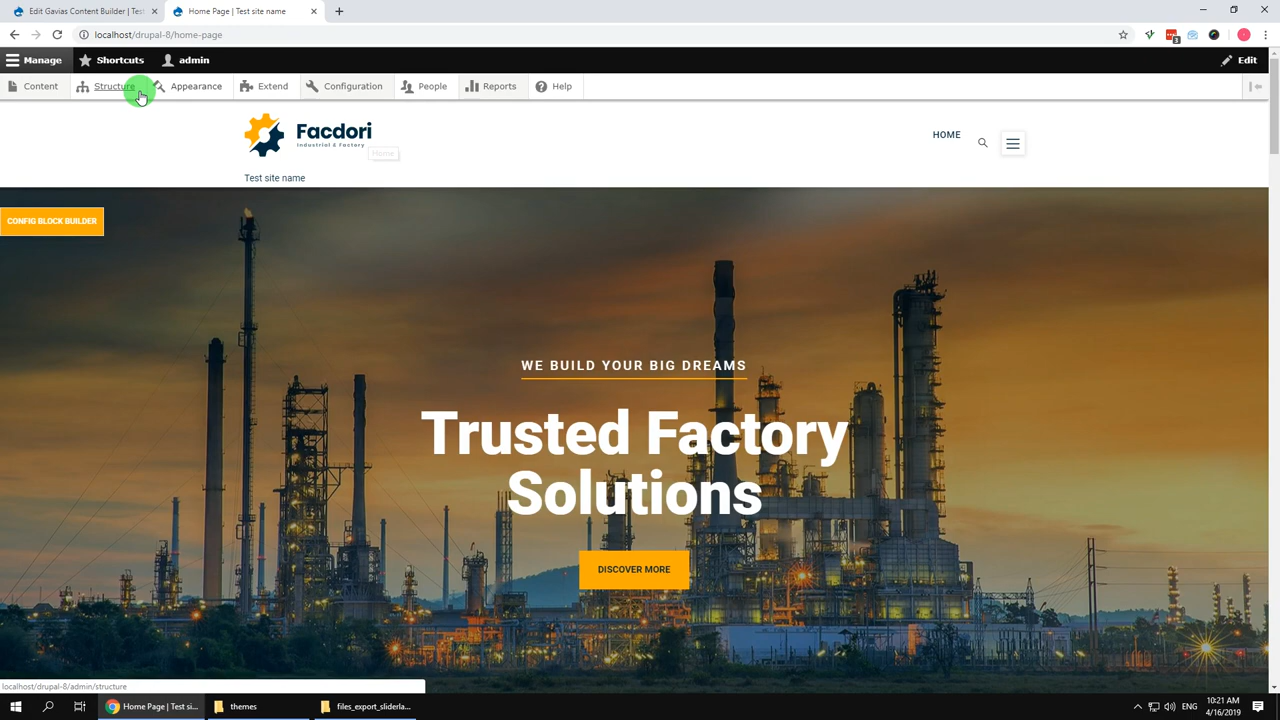 Edit Gavias Content Builder | Test
Home Page | Test site name
localhost/drupal-8/home-page
3
Manage
Shortcuts
admin
Edit
Content
Structure
Appearance
Extend
Configuration
People
Reports
Help
Facdori
Industrial & Factory
Home
Test site name
HOME
CONFIG BLOCK BUILDER
WE BUILD YOUR BIG DREAMS
Trusted Factory
Solutions
DISCOVER MORE
localhost/drupal-8/admin/structure
Home Page | Test si...
themes
files_export_sliderla...
ENG
10:21 AM
4/16/2019